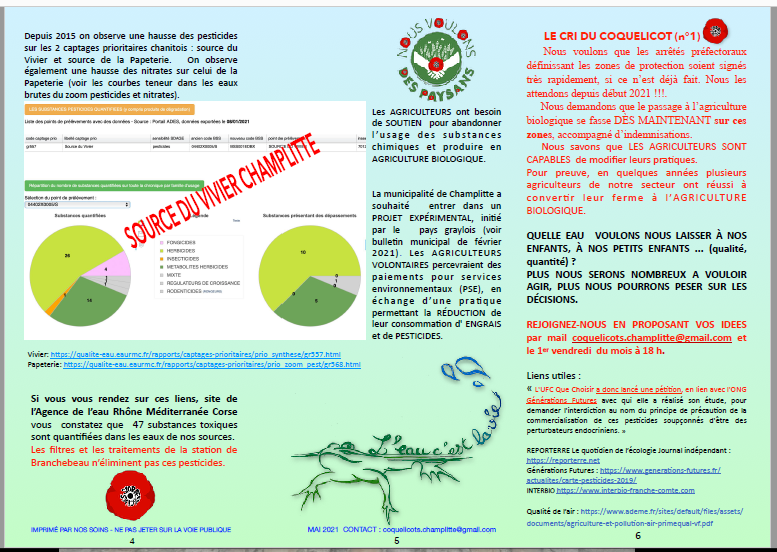 Depuis 2015 on observe une hausse des pesticides
sur les 2 captages prioritaires chanitois : source du
Vivier et source de la Papeterie. On observe
également une hausse des nitrates sur celui de la
Papeterie (voir les courbes teneur dans les eaux
brutes du zoom pesticides et nitrates).
LES SUBSTANCES PESTICIDES QUANTIFIÉES (y compris produits de dégradation)
Liste des points de prélèvements avec des données - Source : Portail ADES, données exportées le 08/01/2021
code captage prio
libellé captage prio
sensibilité SDAGE
ancien code BSS
nouveau code BSS
gr557
Source du Vivier
pesticides
SOURCE DU VIVIER CHAMPLITTE
Répartition du nombre de substances quantifiées sur toute la chronique par famille d'usage
Sélection du point de prélèvement :
Substances quantifiées
26
4
1
14
FONGICIDES
HERBICIDES
INSECTICIDES
METABOLITES HERBICIDES
MIXTE
REGULATEURS DE CROISSANCE
RODENTICIDES
Substances présentant des dépassements
10
9
Vivier: https://qualite-eau.eaurmc.fr/rapports/captages-prioritaires/prio_synthese/gr557.html
Papeterie: https://qualite-eau.eaurmc.fr/rapports/captages-prioritaires/prio_zoom_pest/gr568.html
Si vous vous rendez sur ces liens, site de
l'Agence de l'eau Rhône Méditerranée Corse
vous constatez que 47 substances toxiques
sont quantifiées dans les eaux de nos sources.
Les filtres et les traitements de la station de
Branchebeau n'éliminent pas ces pesticides.
IMPRIMÉ PAR NOS SOINS - NE PAS JETER SUR LA VOIE PUBLIQUE
4
NOUS VOULONS
DES PAYSANS
Les AGRICULTEURS ont besoin
de SOUTIEN pour abandonner
l'usage des substances
chimiques et produire en
AGRICULTURE BIOLOGIQUE.
La municipalité de Champlitte a
souhaité entrer dans un
PROJET EXPÉRIMENTAL, initié
par le pays graylois (voir
bulletin municipal de février
2021). Les AGRICULTEURS
VOLONTAIRES percevraient des
paiements pour services
environnementaux (PSE), en
échange d'une pratique
permettant la RÉDUCTION de
leur consommation d' ENGRAIS
et de PESTICIDES.
L'eau c'est la vie
MAI 2021 CONTACT : coquelicots.champlitte@gmail.com
5
LE CRI DU COQUELICOT (n°1)
Nous voulons que les arrêtés préfectoraux
définissant les zones de protection soient signés
très rapidement, si ce n'est déjà fait. Nous les
attendons depuis début 2021 !!!.
Nous demandons que le passage à l'agriculture
biologique se fasse DÈS MAINTENANT sur ces
zones, accompagné d'indemnisations.
Nous savons que LES AGRICULTEURS SONT
CAPABLES de modifier leurs pratiques.
Pour preuve, en quelques années plusieurs
agriculteurs de notre secteur ont réussi à
convertir leur ferme à l'AGRICULTURE
BIOLOGIQUE.
QUELLE EAU VOULONS NOUS LAISSER À NOS
ENFANTS, À NOS PETITS ENFANTS ... (qualité,
quantité) ?
PLUS NOUS SERONS NOMBREUX A VOULOIR
AGIR, PLUS NOUS POURRONS PESER SUR LES
DÉCISIONS.
REJOIGNEZ-NOUS EN PROPOSANT VOS IDEES
par mail coquelicots.champlitte@gmail.com et
le 1er vendredi du mois à 18 h.
Liens utiles :
« L'UFC Que Choisir a donc lancé une pétition, en lien avec l'ONG
Générations Futures avec qui elle a réalisé son étude, pour
demander l'interdiction au nom du principe de précaution de la
commercialisation de ces pesticides soupçonnés d'être des
perturbateurs endocriniens. »
REPORTERRE Le quotidien de l'écologie Journal indépendant :
https://reporterre.net
Générations Futures : https://www.generations-futures.fr/
actualites/carte-pesticides-2019/
INTERBIO https://www.interbio-franche-comte.com
Qualité de l'air : https://www.ademe.fr/sites/default/files/assets/
documents/agriculture-et-pollution-air-primequal-vf.pdf
6